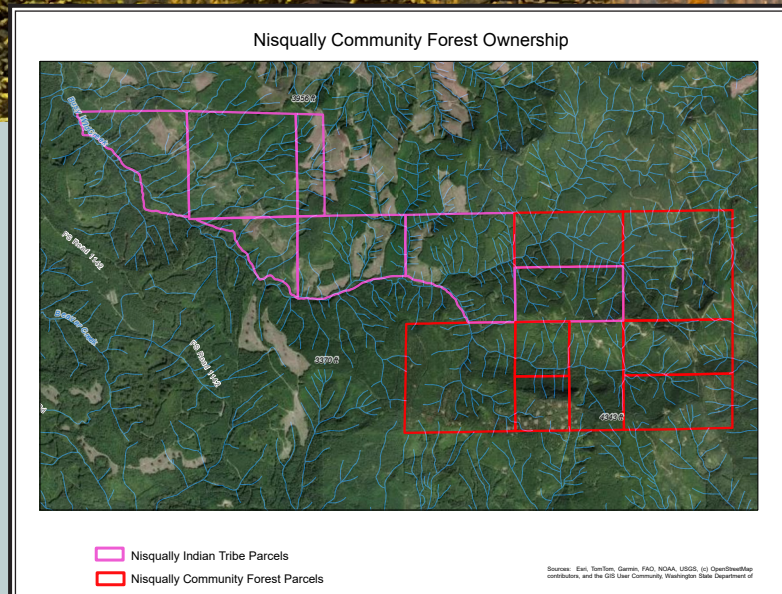 Nisqually Community Forest Ownership
3956 ft
FS Road 1142
Beaver Creek
FS Road 1142
3370 ft
4343 ft
Nisqually Indian Tribe Parcels
Nisqually Community Forest Parcels
Sources: Esri, TomTom, Garmin, FAO, NOAA, USGS, (c) OpenStreetMap
contributors, and the GIS User Community, Washington State Department of